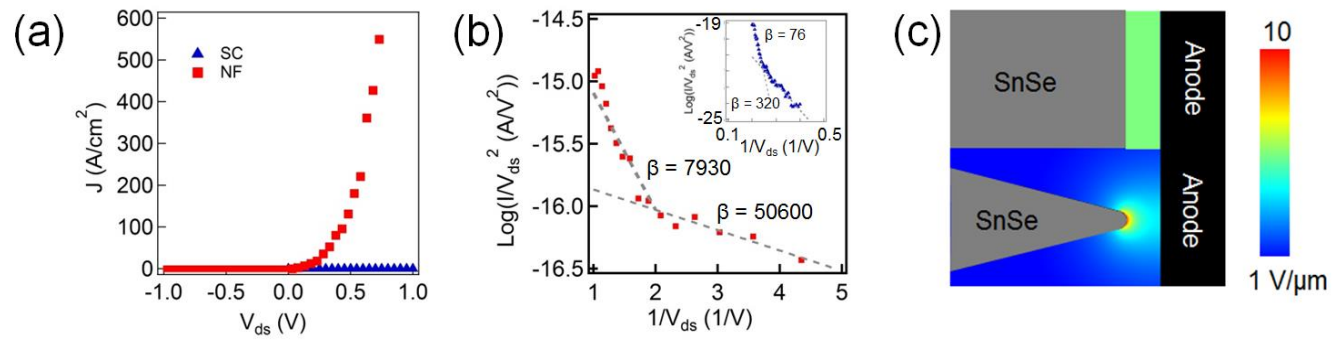 (a)
600
500
400
300
200
100
0
J (A/cm²)
SC
NF
-1.0
-0.5
0.0
0.5
1.0
V_ds (V)
(b)
-14.5
-15.0
-15.5
-16.0
-16.5
Log(I/V_ds² (A/V²))
β = 7930
β = 50600
1
2
3
4
5
1/V_ds (1/V)
-19
-25
Log(I/V_ds² (A/V²))
β = 76
β = 320
0.1
0.5
1/V_ds (1/V)
(c)
SnSe
Anode
SnSe
Anode
10
1 V/µm